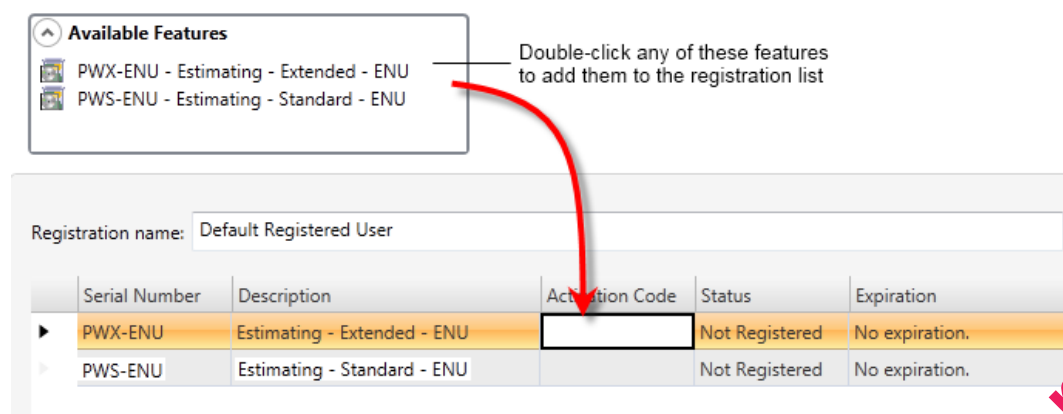 Available Features
PWX-ENU - Estimating - Extended - ENU
PWS-ENU - Estimating - Standard - ENU
Double-click any of these features
to add them to the registration list
Registration name: Default Registered User
Serial Number Description Activation Code Status Expiration
PWX-ENU Estimating - Extended - ENU Not Registered No expiration.
PWS-ENU Estimating - Standard - ENU Not Registered No expiration.